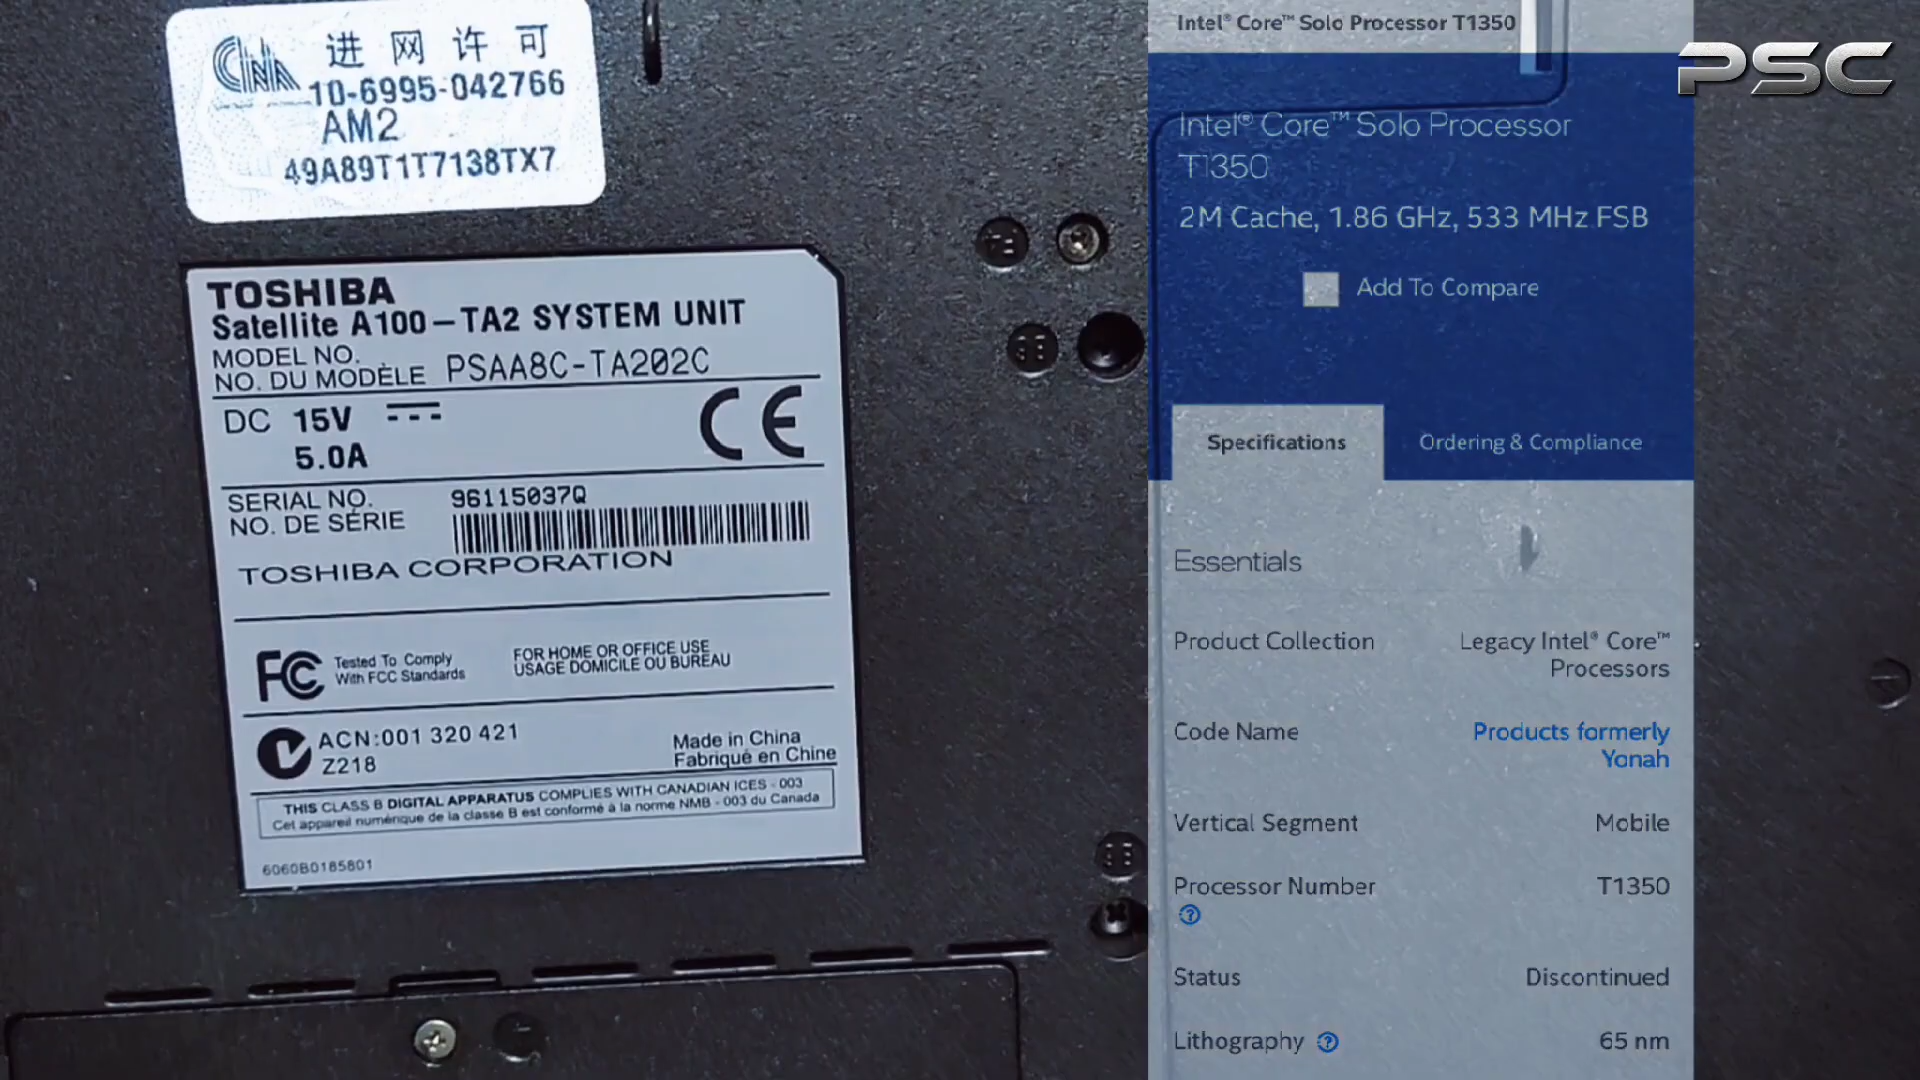 CNA 进网许可
10-6995-042766
AM2
49A89T1T7138TX7
TOSHIBA
Satellite A100-TA2 SYSTEM UNIT
MODEL NO.
NO. DU MODÈLE PSAA8C-TA202C
DC 15V
5.0A
CE
SERIAL NO. 96115037Q
NO. DE SÉRIE
TOSHIBA CORPORATION
FC Tested To Comply
With FCC Standards
FOR HOME OR OFFICE USE
USAGE DOMICILE OU BUREAU
ACN:001 320 421
Z218
Made in China
Fabriqué en Chine
THIS CLASS B DIGITAL APPARATUS COMPLIES WITH CANADIAN ICES - 003
Cet appareil numérique de la classe B est conformé à la norme NMB - 003 du Canada
6060B0185801
Intel® Core™ Solo Processor T1350
PSC
Intel® Core™ Solo Processor
T1350
2M Cache, 1.86 GHz, 533 MHz FSB
Add To Compare
Specifications
Ordering & Compliance
Essentials
Product Collection Legacy Intel® Core™
Processors
Code Name Products formerly
Yonah
Vertical Segment Mobile
Processor Number T1350
Status Discontinued
Lithography 65 nm